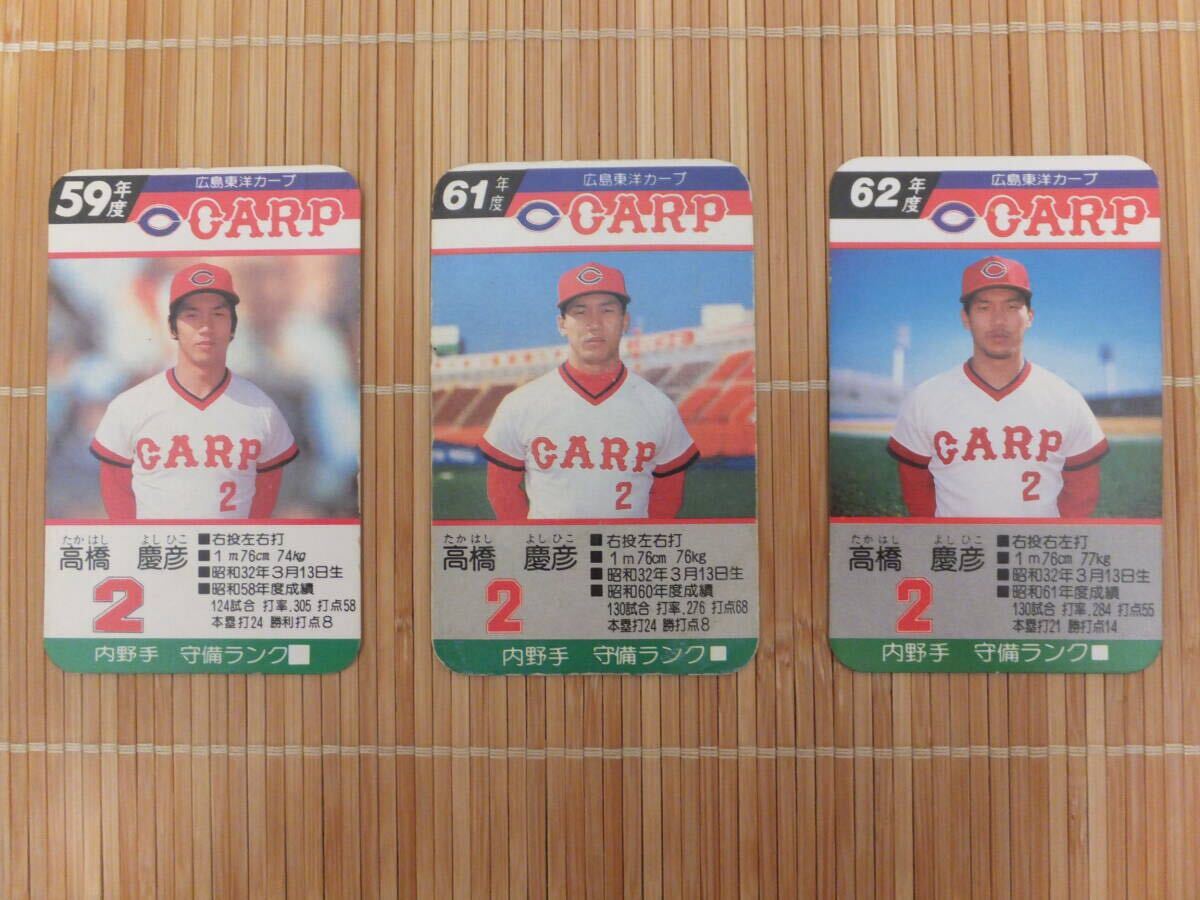 59年度
広島東洋カープ
C CARP
C
CARP
2
たかはし よしひこ
高橋 慶彦
2
■右投左右打
■1m76cm 74kg
■昭和32年3月13日生
■昭和58年度成績
124試合 打率.305 打点58
本塁打24 勝利打点8
内野手 守備ランク■
61年度
広島東洋カープ
C CARP
C
CARP
2
たかはし よしひこ
高橋 慶彦
2
■右投左右打
■1m76cm 76kg
■昭和32年3月13日生
■昭和60年度成績
130試合 打率.276 打点68
本塁打24 勝打点8
内野手 守備ランク■
62年度
広島東洋カープ
C CARP
C
CARP
2
たかはし よしひこ
高橋 慶彦
2
■右投左右打
■1m76cm 77kg
■昭和32年3月13日生
■昭和61年度成績
130試合 打率.284 打点55
本塁打21 勝打点14
内野手 守備ランク■